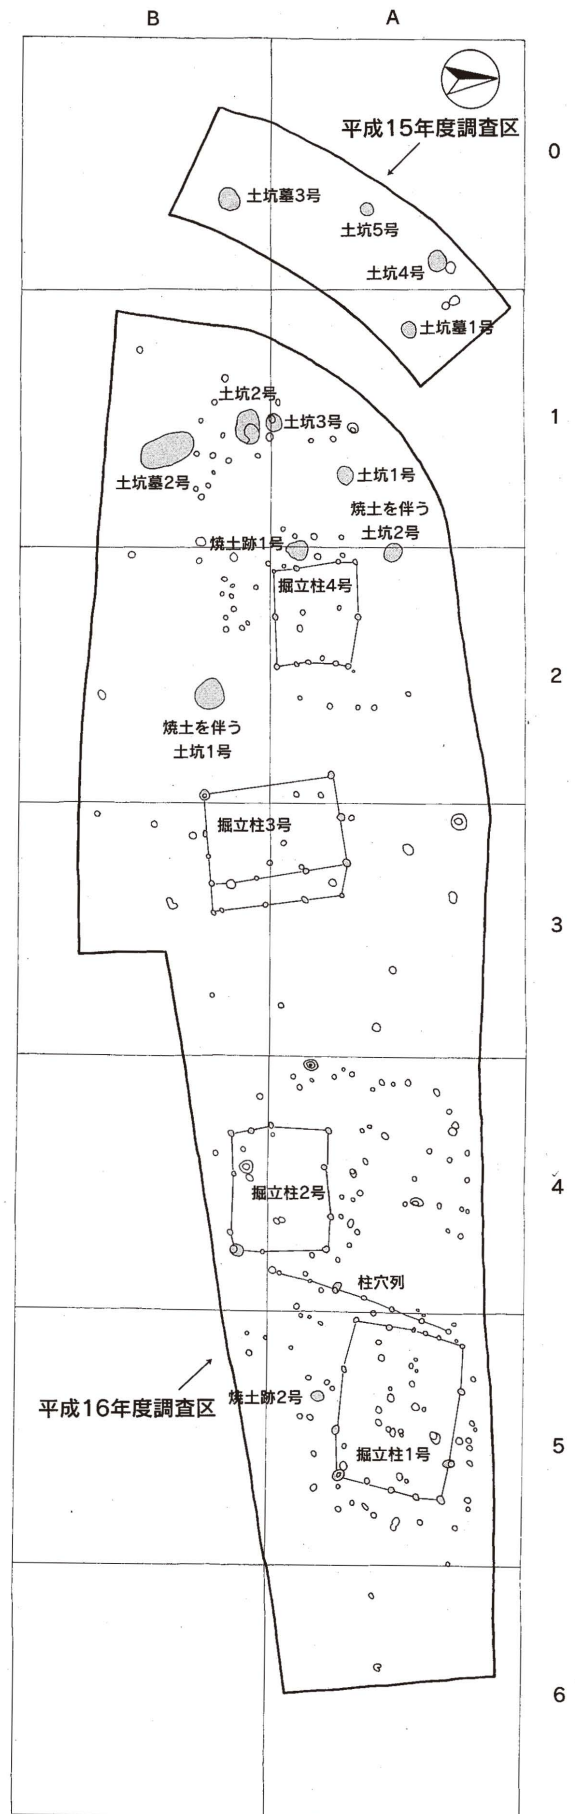 B
A
平成15年度調査区
0
土坑墓3号
土坑5号
土坑4号
土坑墓1号
土坑2号
土坑3号
1
土坑墓2号
土坑1号
焼土を伴う
土坑2号
焼土跡1号
掘立柱4号
2
焼土を伴う
土坑1号
掘立柱3号
3
4
掘立柱2号
柱穴列
焼土跡2号
平成16年度調査区
5
掘立柱1号
6